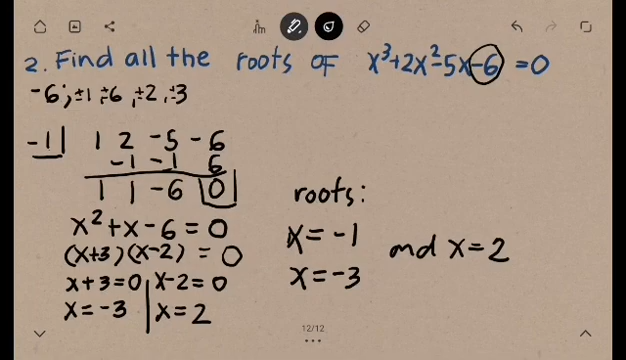 2. Find all the roots of x³+2x²-5x-6 =0
-6; ±1, ±6, ±2, ±3
-1| 1 2 -5 -6
-1 -1 6
1 1 -6 |0|
x²+x-6=0
(x+3)(x-2) = 0
x+3=0 | x-2=0
x=-3 | x=2
roots:
x=-1
x=-3
and x=2
12/12